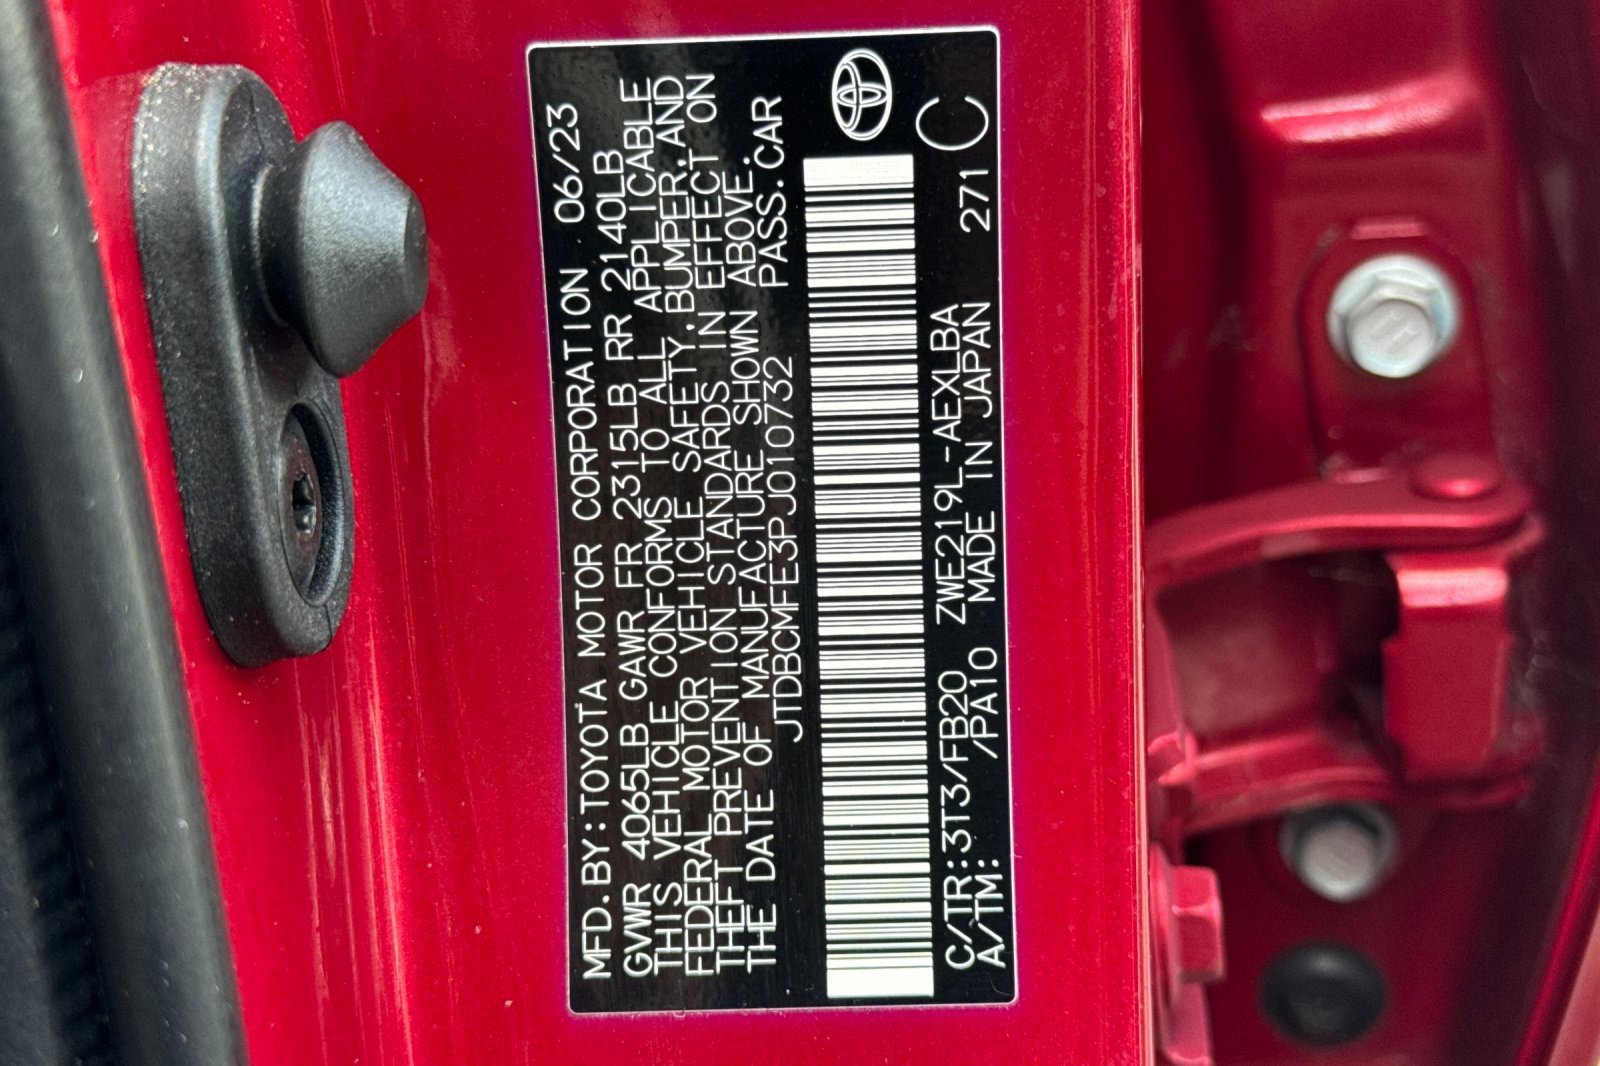 MFD.BY:TOYOTA MOTOR CORPORATION 06/23
GVWR 4065LB GAWR FR 2315LB RR 2140LB
THIS VEHICLE CONFORMS TO ALL APPLICABLE
FEDERAL MOTOR VEHICLE SAFETY, BUMPER, AND
THEFT PREVENTION STANDARDS IN EFFECT ON
THE DATE OF MANUFACTURE SHOWN ABOVE.
JTDBCMFE3PJ010732 PASS.CAR
C/TR:3T3/FB20 ZWE219L-AEXLBA
A/TM: /PA10 MADE IN JAPAN 271 C